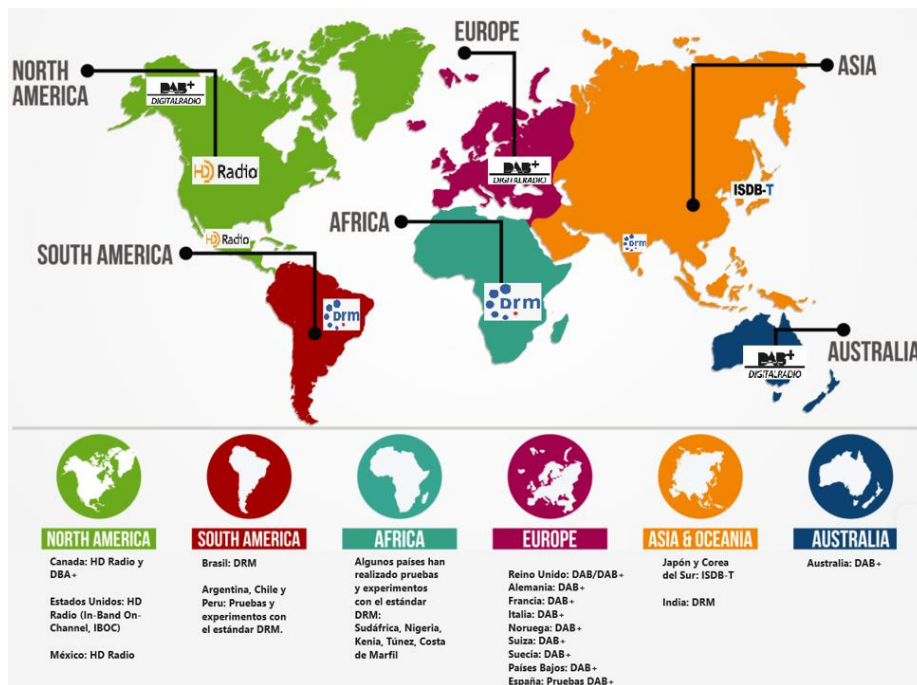 EUROPE
NORTH
AMERICA
ASIA
DAB+
DIGITALRADIO
HD Radio
DAB+
DIGITALRADIO
ISDB-T
AFRICA
HD Radio
SOUTH AMERICA
Drm
Drm
Drm
AUSTRALIA
DAB+
DIGITALRADIO
NORTH AMERICA
Canada: HD Radio y
DBA+
Estados Unidos: HD
Radio (In-Band On-
Channel, IBOC)
México: HD Radio
SOUTH AMERICA
Brasil: DRM
Argentina, Chile y
Peru: Pruebas y
experimentos con
el estándar DRM.
AFRICA
Algunos países han
realizado pruebas
y experimentos
con el estándar
DRM:
Sudáfrica, Nigeria,
Kenia, Túnez, Costa
de Marfil
EUROPE
Reino Unido: DAB/DAB+
Alemania: DAB+
Francia: DAB+
Italia: DAB+
Noruega: DAB+
Suiza: DAB+
Suecia: DAB+
Países Bajos: DAB+
España: Pruebas DAB+
ASIA & OCEANIA
Japón y Corea
del Sur: ISDB-T
India: DRM
AUSTRALIA
Australia: DAB+